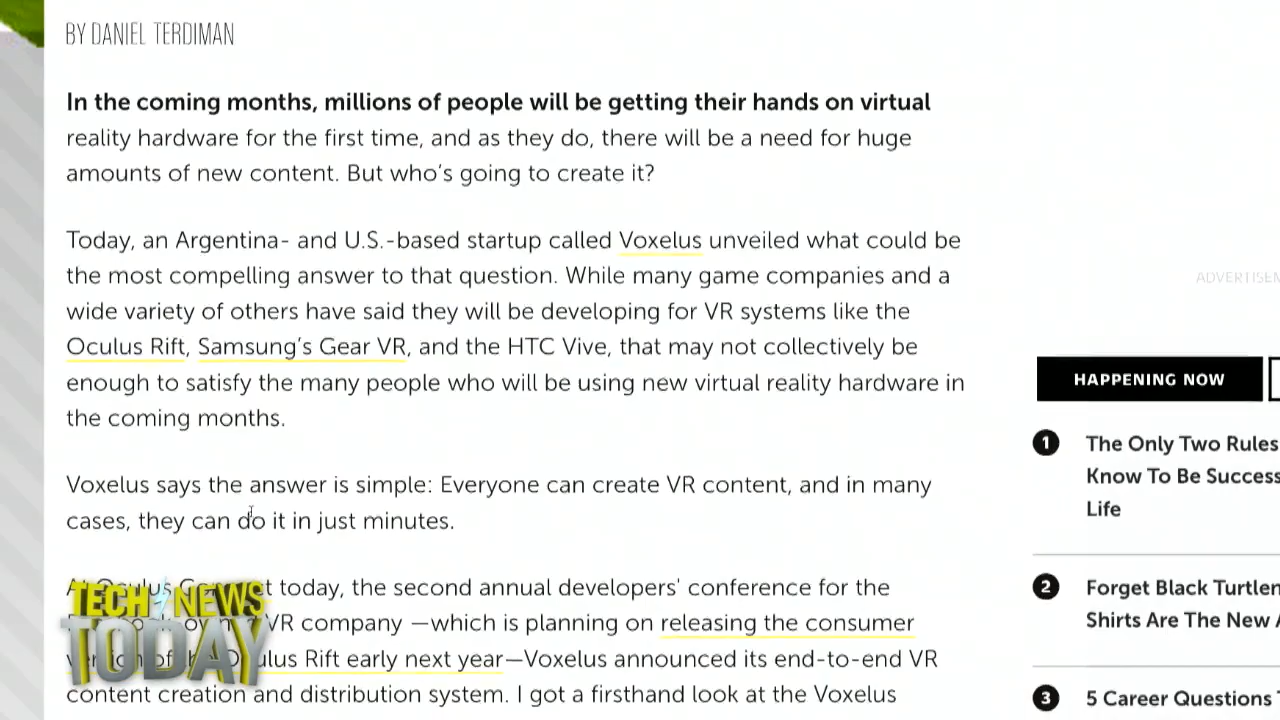 BY DANIEL TERDIMAN
In the coming months, millions of people will be getting their hands on virtual
reality hardware for the first time, and as they do, there will be a need for huge
amounts of new content. But who's going to create it?
Today, an Argentina- and U.S.-based startup called Voxelus unveiled what could be
the most compelling answer to that question. While many game companies and a
wide variety of others have said they will be developing for VR systems like the
Oculus Rift, Samsung's Gear VR, and the HTC Vive, that may not collectively be
enough to satisfy the many people who will be using new virtual reality hardware in
the coming months.
Voxelus says the answer is simple: Everyone can create VR content, and in many
cases, they can do it in just minutes.
At Oculus Connect today, the second annual developers' conference for the
VR company —which is planning on releasing the consumer
version of the Oculus Rift early next year—Voxelus announced its end-to-end VR
content creation and distribution system. I got a firsthand look at the Voxelus
TECH NEWS
TODAY
ADVERTISEN
HAPPENING NOW
1 The Only Two Rules
Know To Be Success
Life
2 Forget Black Turtlen
Shirts Are The New
3 5 Career Questions